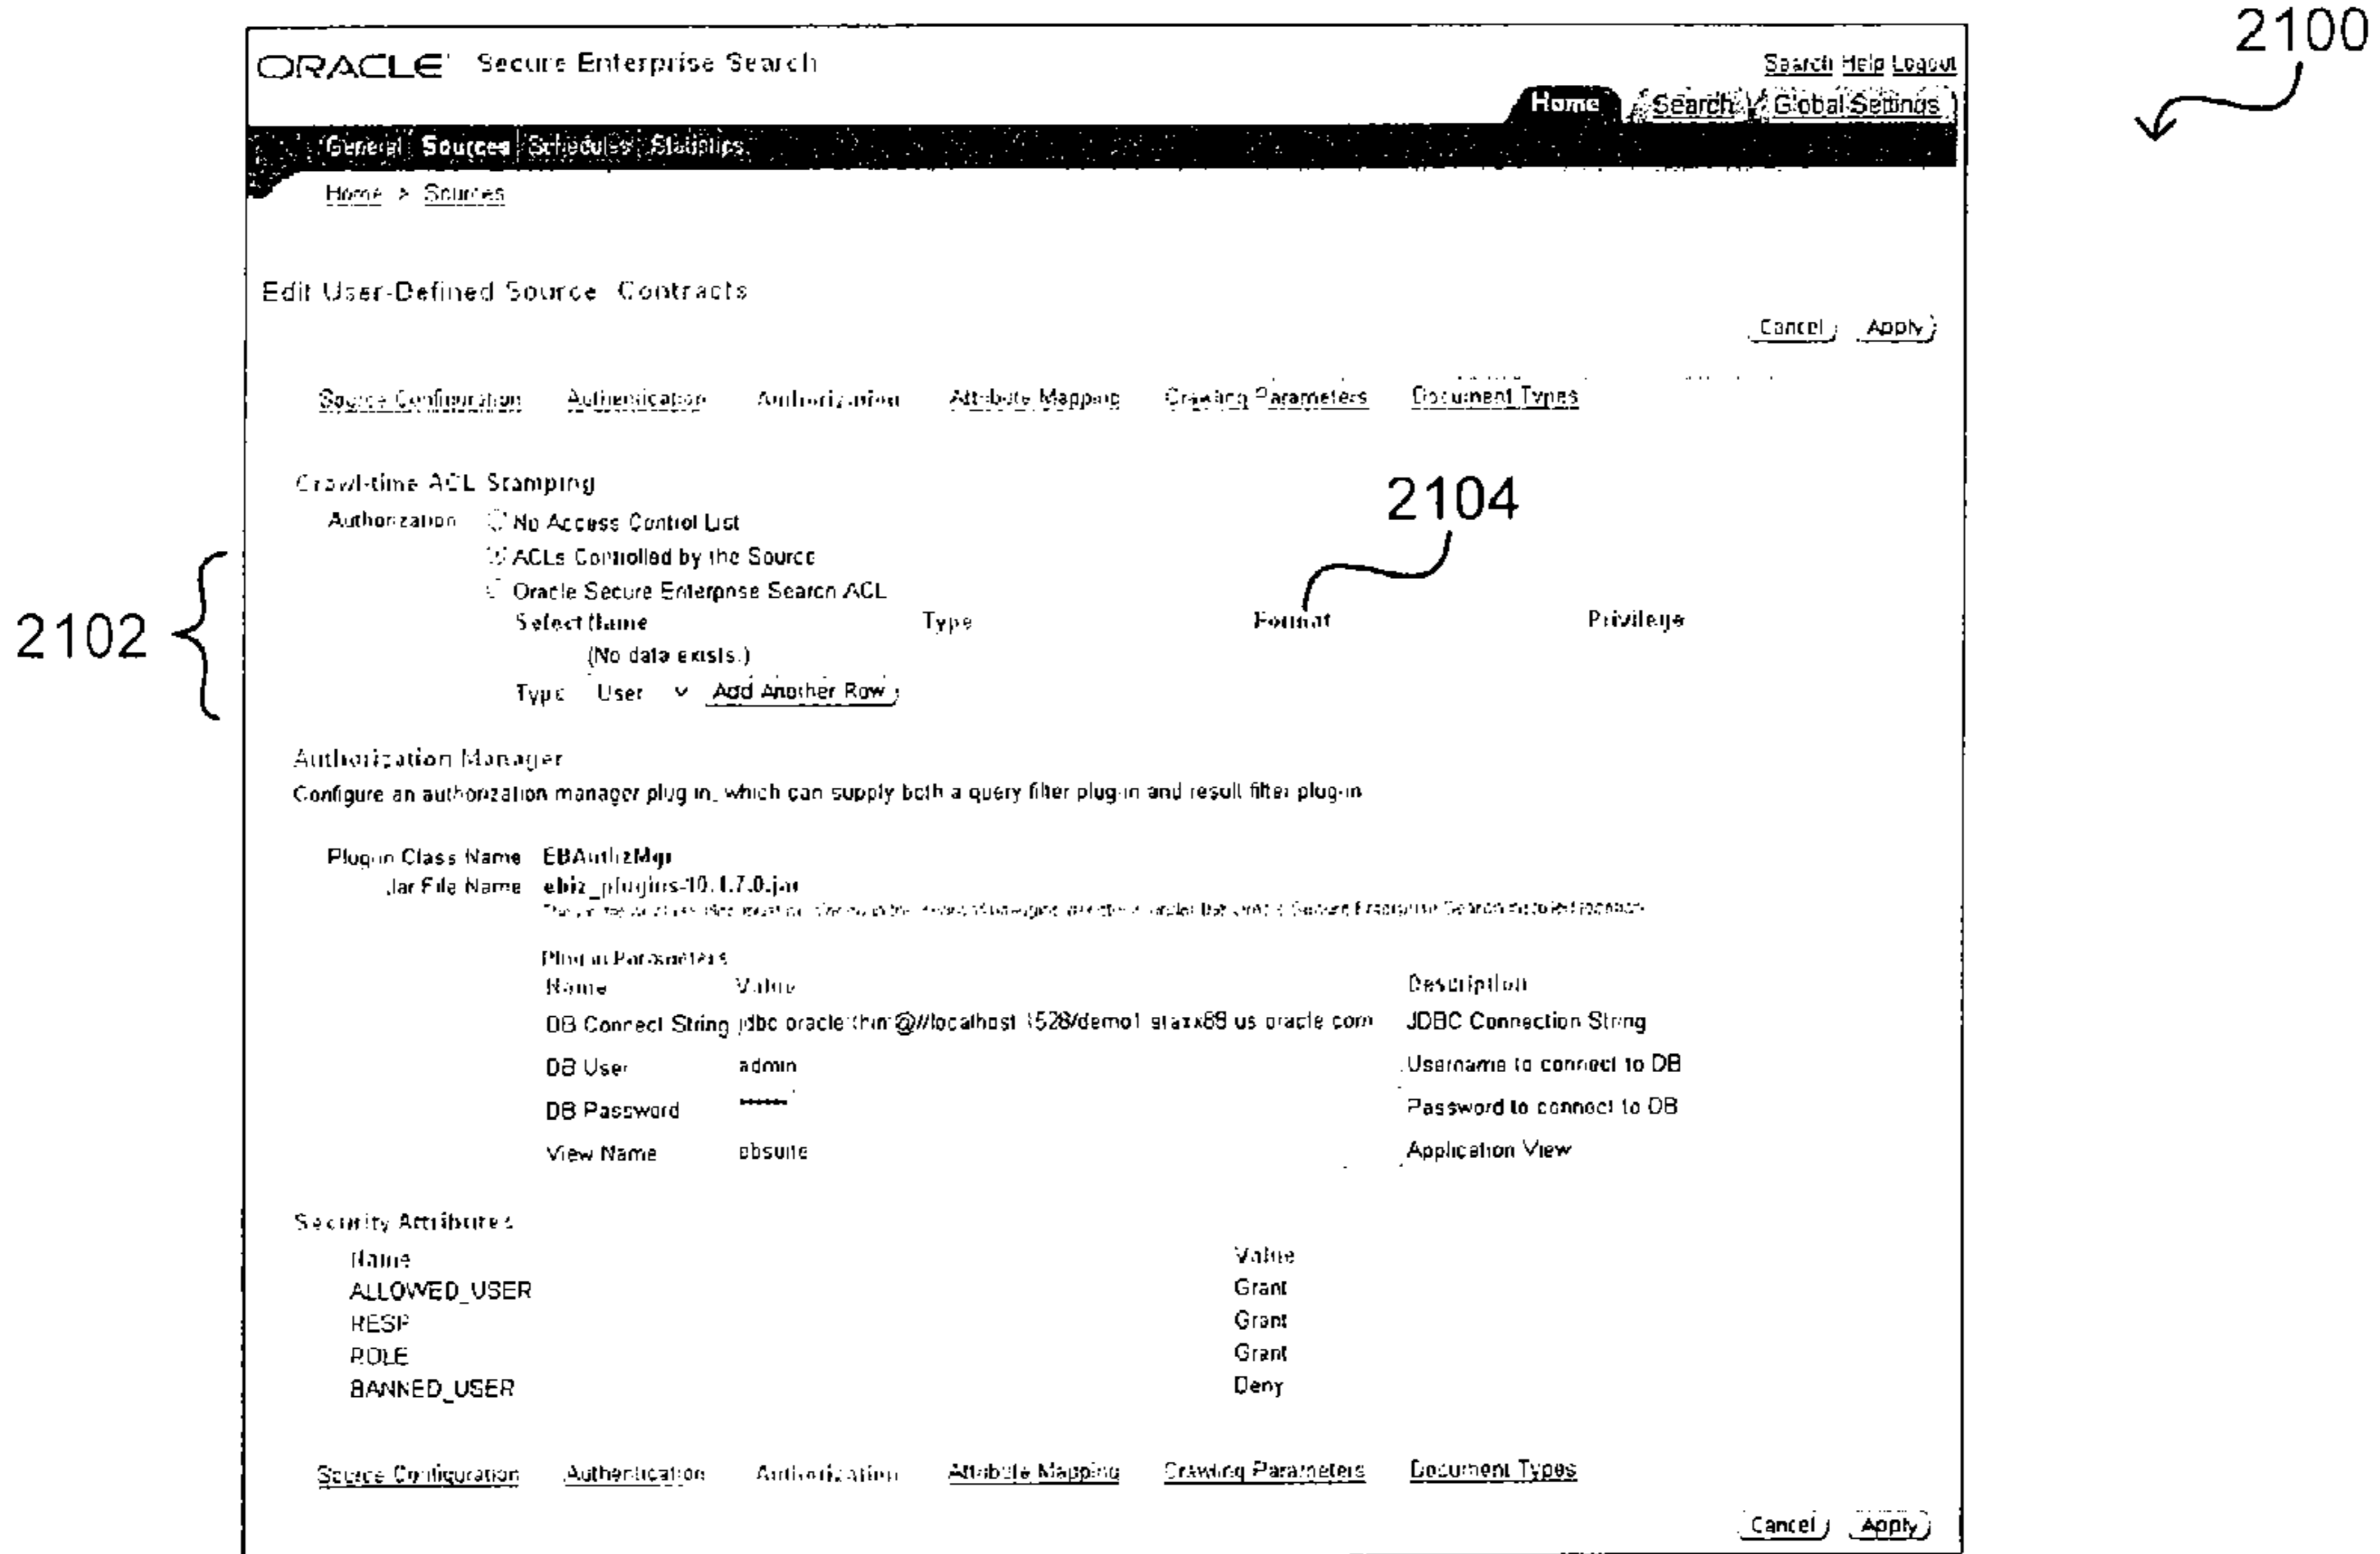 2100
ORACLE Secure Enterprise Search
Search Help Logout
Home Search Global Settings
General Sources Schedules Statistics
Home > Sources
Edit User-Defined Source Contracts
Cancel Apply
Source Configuration Authentication Authorization Attribute Mapping Crawling Parameters Document Types
Crawl-time ACL Stamping
2104
Authorization No Access Control List
ACLs Controlled by the Source
Oracle Secure Enterprise Search ACL
2102
Select Name Type Format Privilege
(No data exists.)
Type User Add Another Row
Authorization Manager
Configure an authorization manager plug in, which can supply both a query filter plug-in and result filter plug-in
Plug-in Class Name EBAuthzMgr
Jar File Name
Plug-in Parameters
Name Value Description
DB Connect String JDBC Connection String
DB User admin Username to connect to DB
DB Password Password to connect to DB
View Name ebsuite Application View
Security Attributes
Name Value
ALLOWED_USER Grant
RESP Grant
ROLE Grant
BANNED_USER Deny
Source Configuration Authentication Authorization Attribute Mapping Crawling Parameters Document Types
Cancel Apply